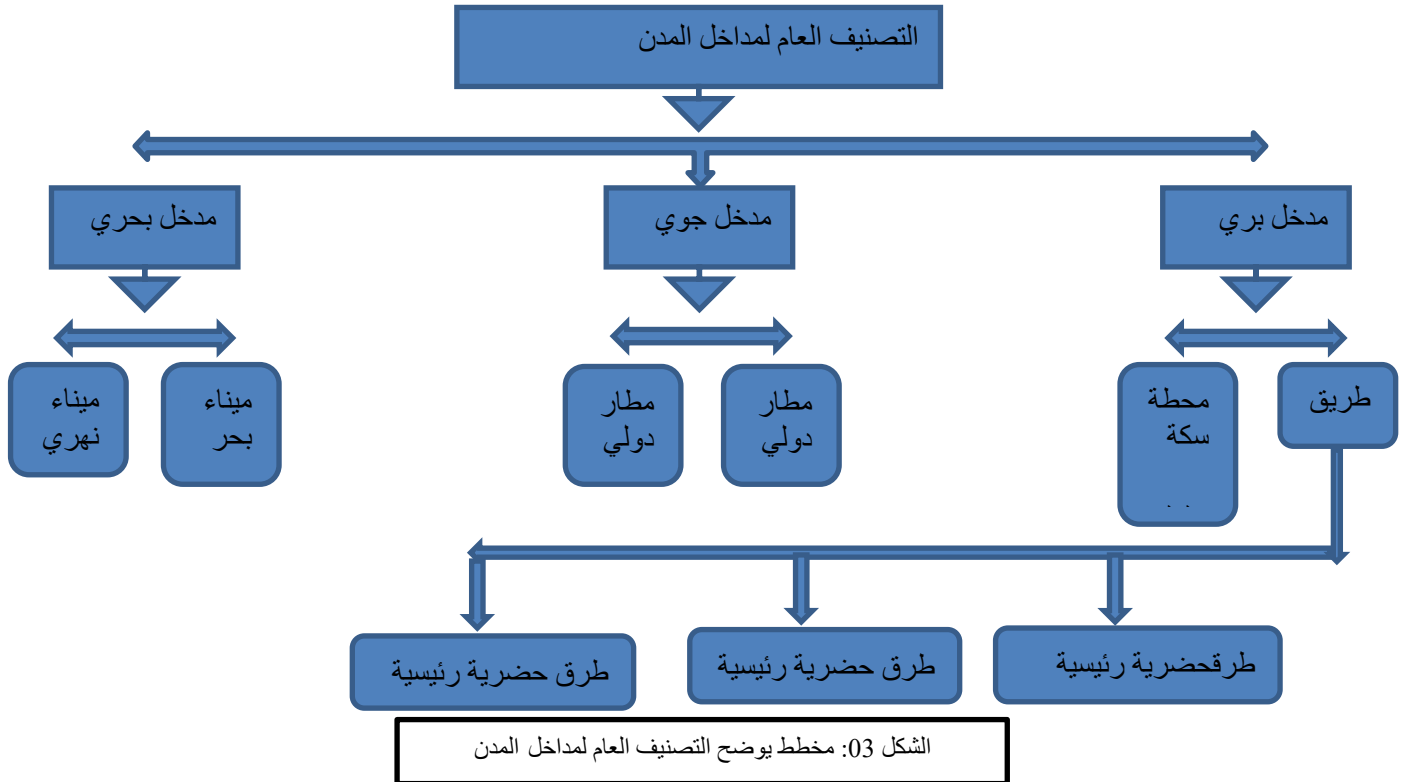 التصنيف العام لمداخل المدن
مدخل بري
مدخل جوي
مدخل بحري
طريق
محطة
سكة
. .
مطار
دولي
مطار
دولي
ميناء
بحر
ميناء
نهري
طرقحضرية رئيسية
طرق حضرية رئيسية
طرق حضرية رئيسية
الشكل 03: مخطط يوضح التصنيف العام لمداخل المدن